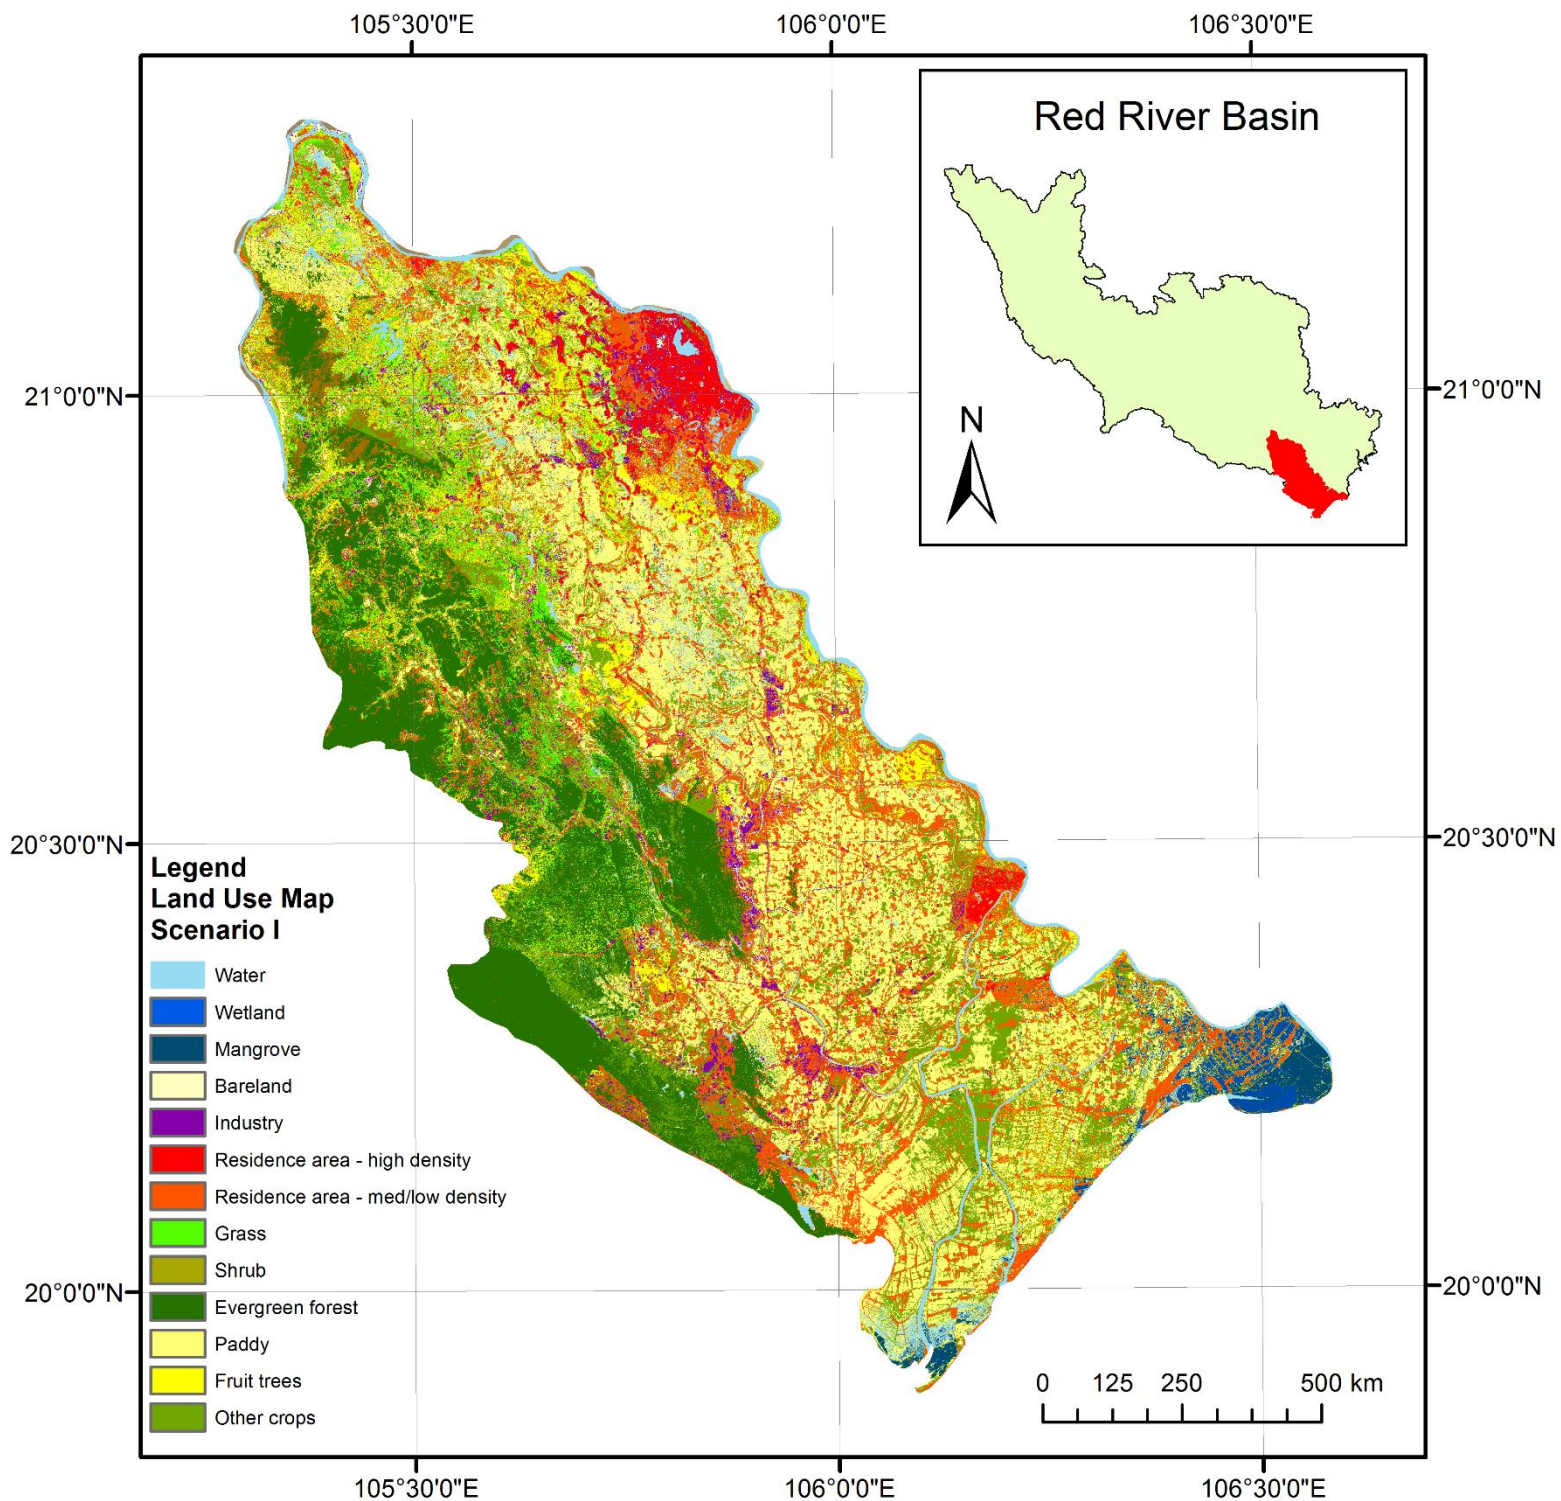 105°30'0"E 106°0'0"E 106°30'0"E
Red River Basin
N
21°0'0"N 21°0'0"N
20°30'0"N 20°30'0"N
Legend
Land Use Map
Scenario I
Water
Wetland
Mangrove
Bareland
Industry
Residence area - high density
Residence area - med/low density
Grass
Shrub
Evergreen forest
Paddy
Fruit trees
Other crops
20°0'0"N 20°0'0"N
0 125 250 500 km
105°30'0"E 106°0'0"E 106°30'0"E